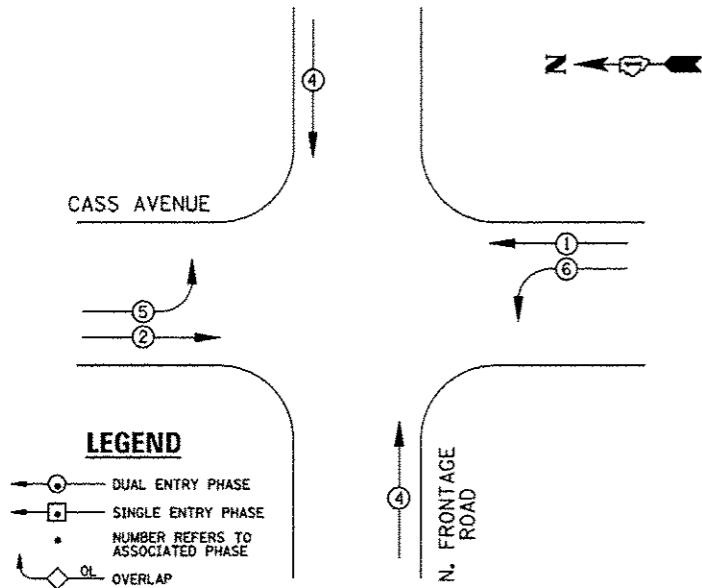 4
N
CASS AVENUE
1
6
5
2
4
N. FRONTAGE
ROAD
LEGEND
DUAL ENTRY PHASE
SINGLE ENTRY PHASE
NUMBER REFERS TO
ASSOCIATED PHASE
OL OVERLAP